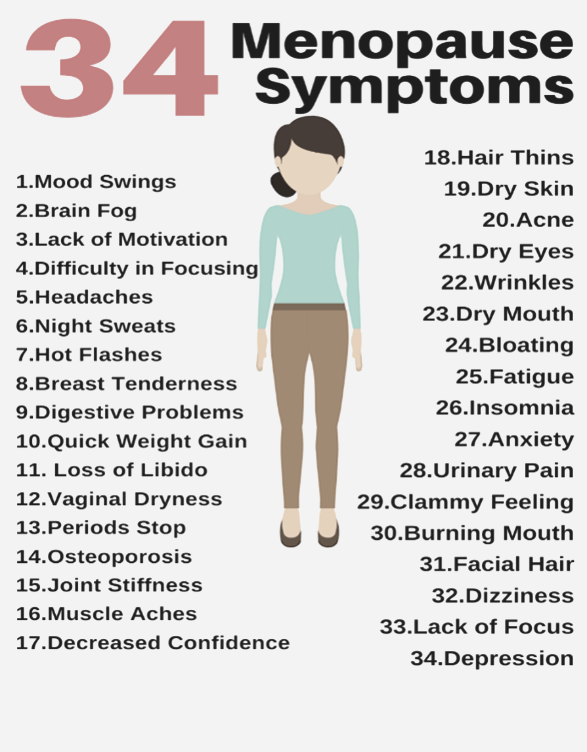 34 Menopause
Symptoms
1.Mood Swings
2.Brain Fog
3.Lack of Motivation
4.Difficulty in Focusing
5.Headaches
6.Night Sweats
7.Hot Flashes
8.Breast Tenderness
9.Digestive Problems
10.Quick Weight Gain
11. Loss of Libido
12.Vaginal Dryness
13.Periods Stop
14.Osteoporosis
15.Joint Stiffness
16.Muscle Aches
17.Decreased Confidence
18.Hair Thins
19.Dry Skin
20.Acne
21.Dry Eyes
22.Wrinkles
23.Dry Mouth
24.Bloating
25.Fatigue
26.Insomnia
27.Anxiety
28.Urinary Pain
29.Clammy Feeling
30.Burning Mouth
31.Facial Hair
32.Dizziness
33.Lack of Focus
34.Depression